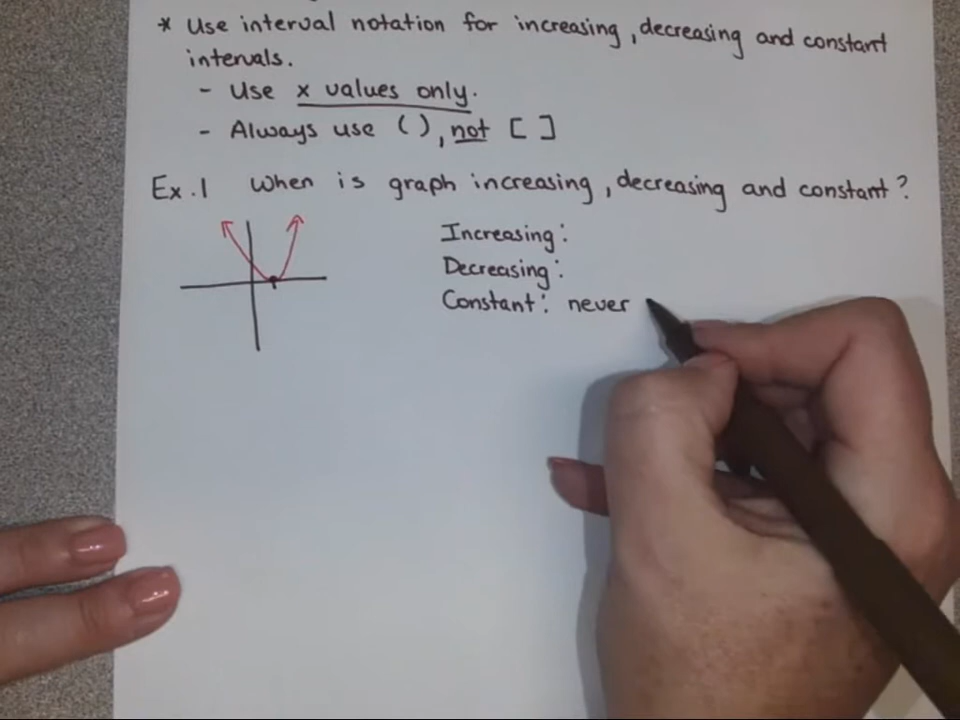 * Use interval notation for increasing, decreasing and constant
intervals.
- Use x values only.
- Always use ( ), not [ ]
Ex. 1 When is graph increasing, decreasing and constant?
Increasing:
Decreasing:
Constant: never